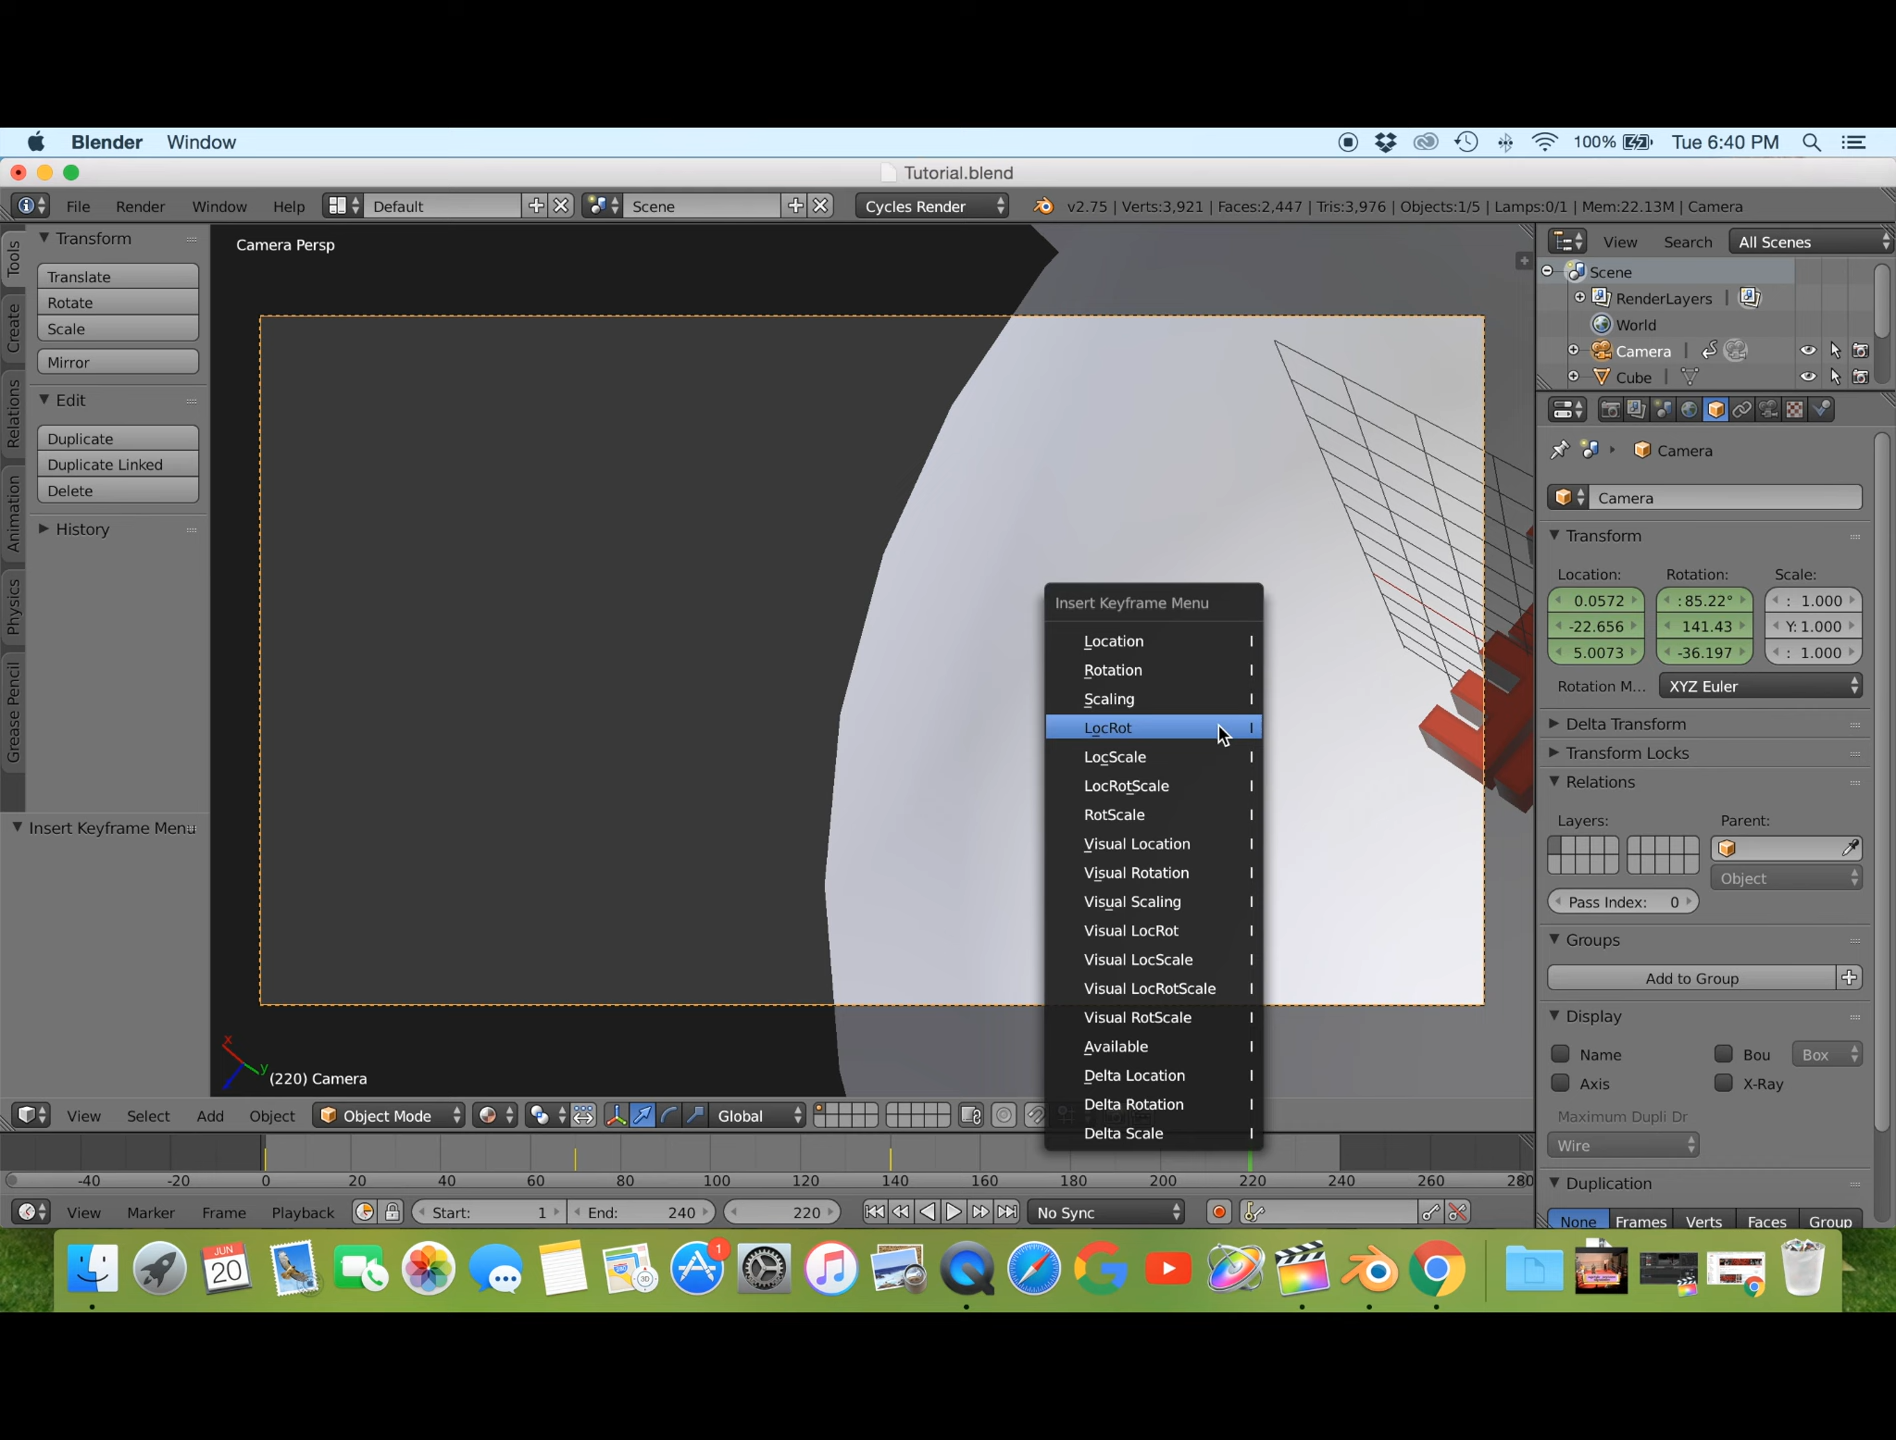 Blender Window 100% Tue 6:40 PM
Tutorial.blend
File Render Window Help Default Scene Cycles Render v2.75 | Verts:3,921 | Faces:2,447 | Tris:3,976 | Objects:1/5 | Lamps:0/1 | Mem:22.13M | Camera
Tools
Create
Relations
Animation
Physics
Grease Pencil
Transform
Translate
Rotate
Scale
Mirror
Edit
Duplicate
Duplicate Linked
Delete
History
Insert Keyframe Menu
Camera Persp
x
y
(220) Camera
Insert Keyframe Menu
Location I
Rotation I
Scaling I
LocRot I
LocScale I
LocRotScale I
RotScale I
Visual Location I
Visual Rotation I
Visual Scaling I
Visual LocRot I
Visual LocScale I
Visual LocRotScale I
Visual RotScale I
Available I
Delta Location I
Delta Rotation I
Delta Scale I
View Select Add Object Object Mode Global
-40 -20 0 20 40 60 80 100 120 140 160 180 200 220 240 260 280
View Marker Frame Playback Start: 1 End: 240 220 No Sync
View Search All Scenes
Scene
RenderLayers |
World
Camera |
Cube |
Camera
Camera
Transform
Location: Rotation: Scale:
0.0572 :85.22° : 1.000
-22.656 141.43 Y: 1.000
5.0073 -36.197 : 1.000
Rotation M... XYZ Euler
Delta Transform
Transform Locks
Relations
Layers: Parent:
Object
Pass Index: 0
Groups
Add to Group
Display
Name Bou Box
Axis X-Ray
Maximum Dupli Dr
Wire
Duplication
None Frames Verts Faces Group
JUN
20
3D
1